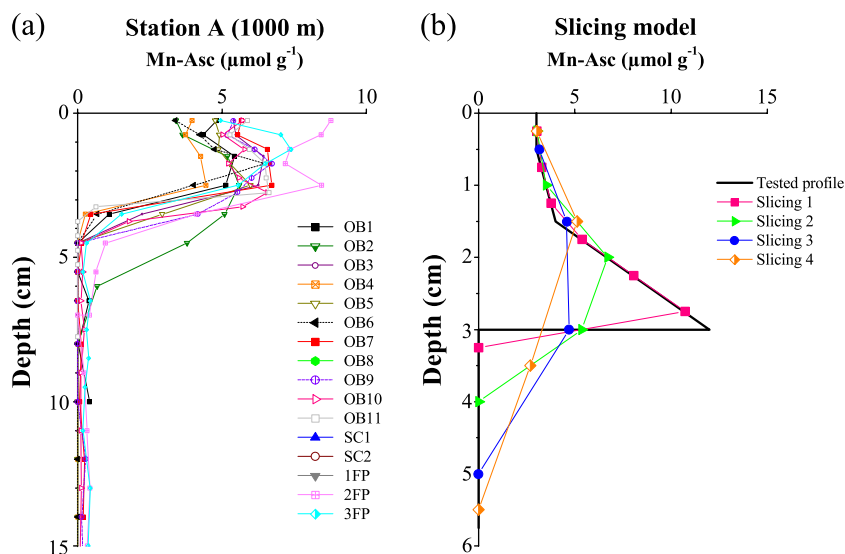 (a) Station A (1000 m)
Mn-Asc (µmol g⁻¹)
0 5 10
0
5
10
15
Depth (cm)
OB1
OB2
OB3
OB4
OB5
OB6
OB7
OB8
OB9
OB10
OB11
SC1
SC2
1FP
2FP
3FP
(b) Slicing model
Mn-Asc (µmol g⁻¹)
0 5 10 15
0
1
2
3
4
5
6
Depth (cm)
Tested profile
Slicing 1
Slicing 2
Slicing 3
Slicing 4